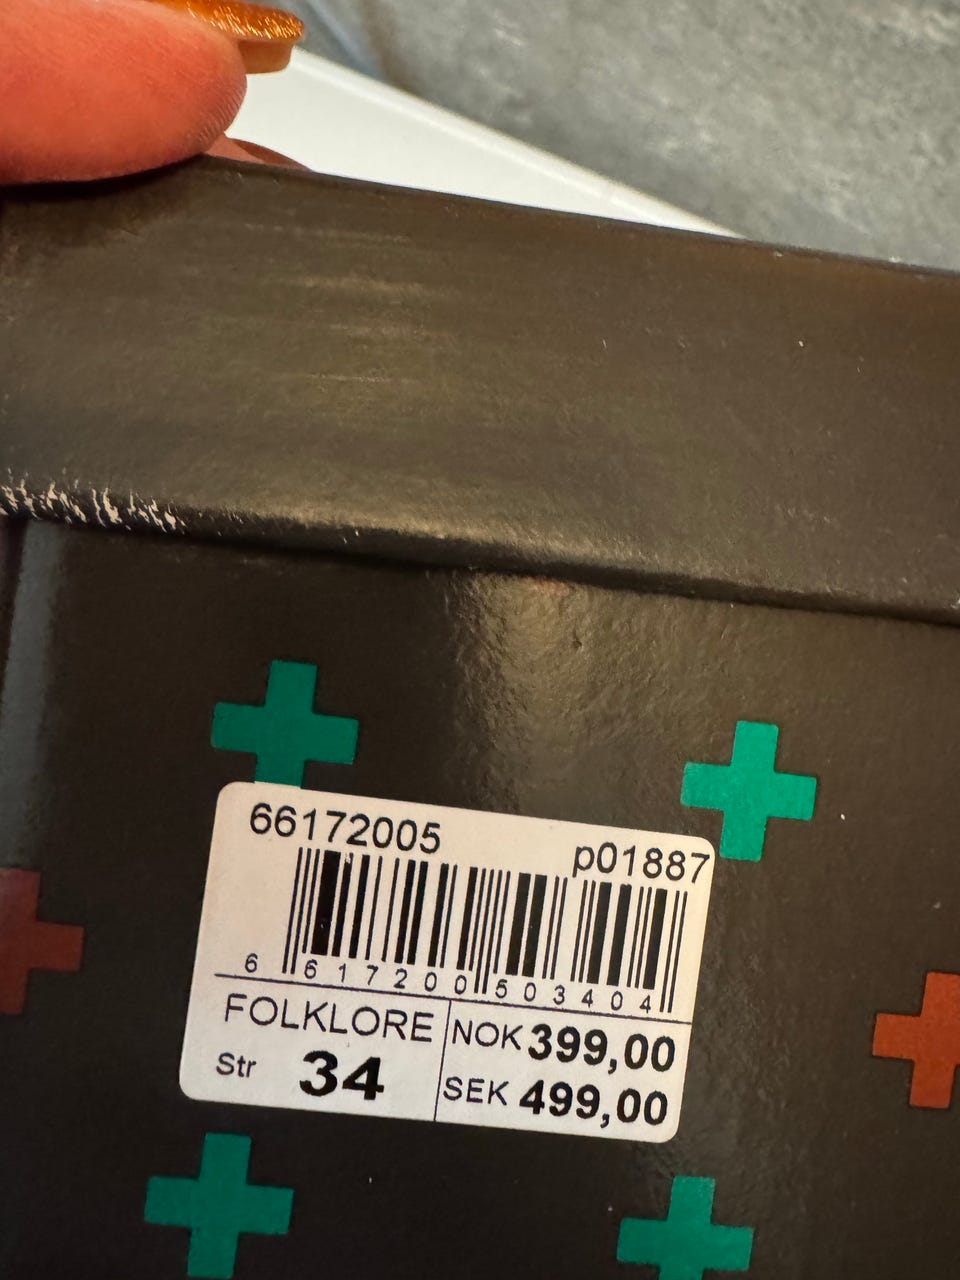 66172005
p01887
6 617200 503404
FOLKLORE
Str 34
NOK 399,00
SEK 499,00